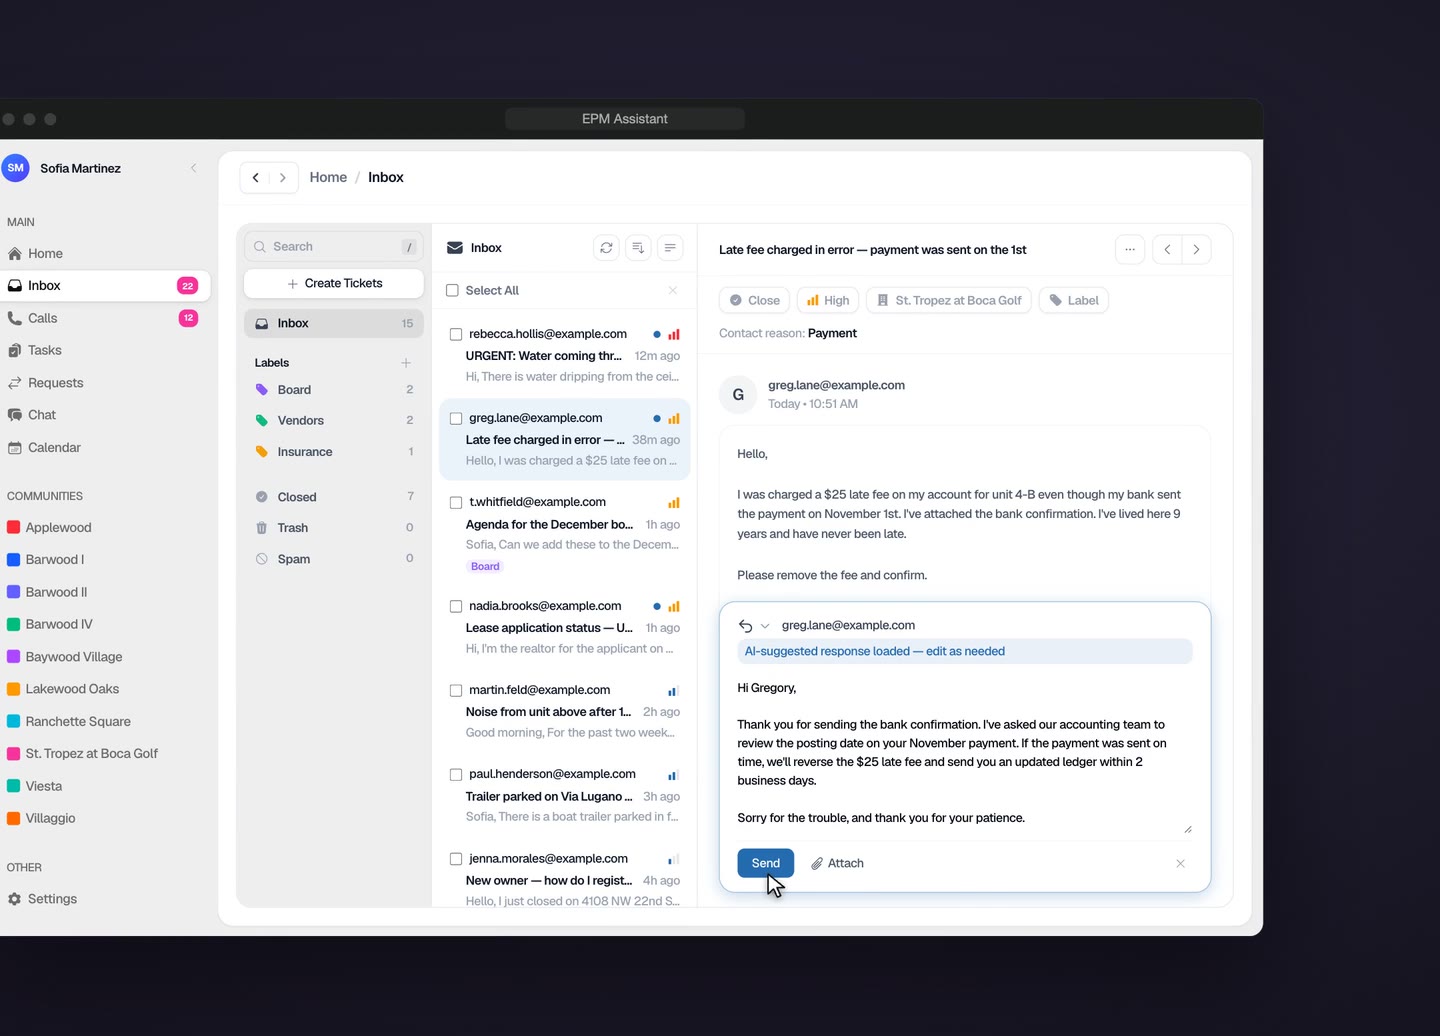 EPM Assistant
SM
Sofia Martinez
MAIN
Home
Inbox 22
Calls 12
Tasks
Requests
Chat
Calendar
COMMUNITIES
Applewood
Barwood I
Barwood II
Barwood IV
Baywood Village
Lakewood Oaks
Ranchette Square
St. Tropez at Boca Golf
Viesta
Villaggio
OTHER
Settings
Home / Inbox
Search /
Create Tickets
Inbox 15
Labels
Board 2
Vendors 2
Insurance 1
Closed 7
Trash 0
Spam 0
Inbox
Select All
rebecca.hollis@example.com
URGENT: Water coming thr... 12m ago
Hi, There is water dripping from the cei...
greg.lane@example.com
Late fee charged in error — ... 38m ago
Hello, I was charged a $25 late fee on ...
t.whitfield@example.com
Agenda for the December bo... 1h ago
Sofia, Can we add these to the Decem...
Board
nadia.brooks@example.com
Lease application status — U... 1h ago
Hi, I'm the realtor for the applicant on ...
martin.feld@example.com
Noise from unit above after 1... 2h ago
Good morning, For the past two week...
paul.henderson@example.com
Trailer parked on Via Lugano ... 3h ago
Sofia, There is a boat trailer parked in f...
jenna.morales@example.com
New owner — how do I regist... 4h ago
Hello, I just closed on 4108 NW 22nd S...
Late fee charged in error — payment was sent on the 1st
Close
High
St. Tropez at Boca Golf
Label
Contact reason: Payment
G
greg.lane@example.com
Today • 10:51 AM
Hello,
I was charged a $25 late fee on my account for unit 4-B even though my bank sent
the payment on November 1st. I've attached the bank confirmation. I've lived here 9
years and have never been late.
Please remove the fee and confirm.
greg.lane@example.com
AI-suggested response loaded — edit as needed
Hi Gregory,
Thank you for sending the bank confirmation. I've asked our accounting team to
review the posting date on your November payment. If the payment was sent on
time, we'll reverse the $25 late fee and send you an updated ledger within 2
business days.
Sorry for the trouble, and thank you for your patience.
Send
Attach